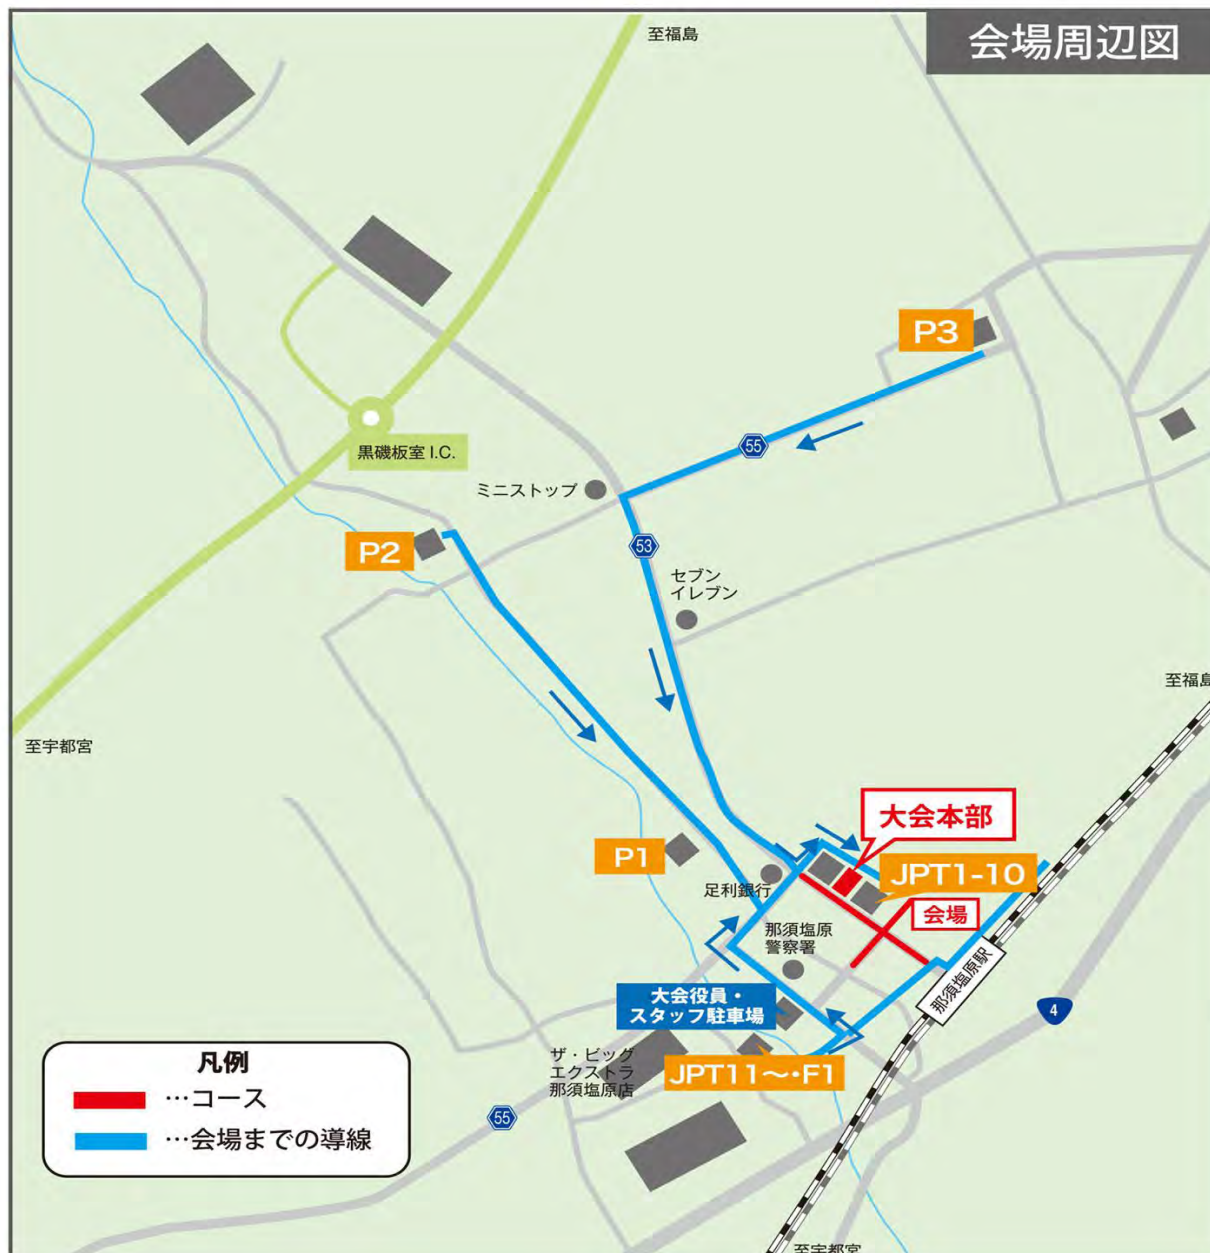 会場周辺図
至福島
P3
黒磯板室 I.C.
55
ミニストップ
P2
53
セブン
イレブン
至福島
至宇都宮
大会本部
P1
JPT1-10
足利銀行
会場
那須塩原
警察署
那須塩原駅
大会役員・
スタッフ駐車場
4
ザ・ビッグ
エクストラ
那須塩原店
JPT11〜・F1
55
凡例
…コース
…会場までの導線
至宇都宮